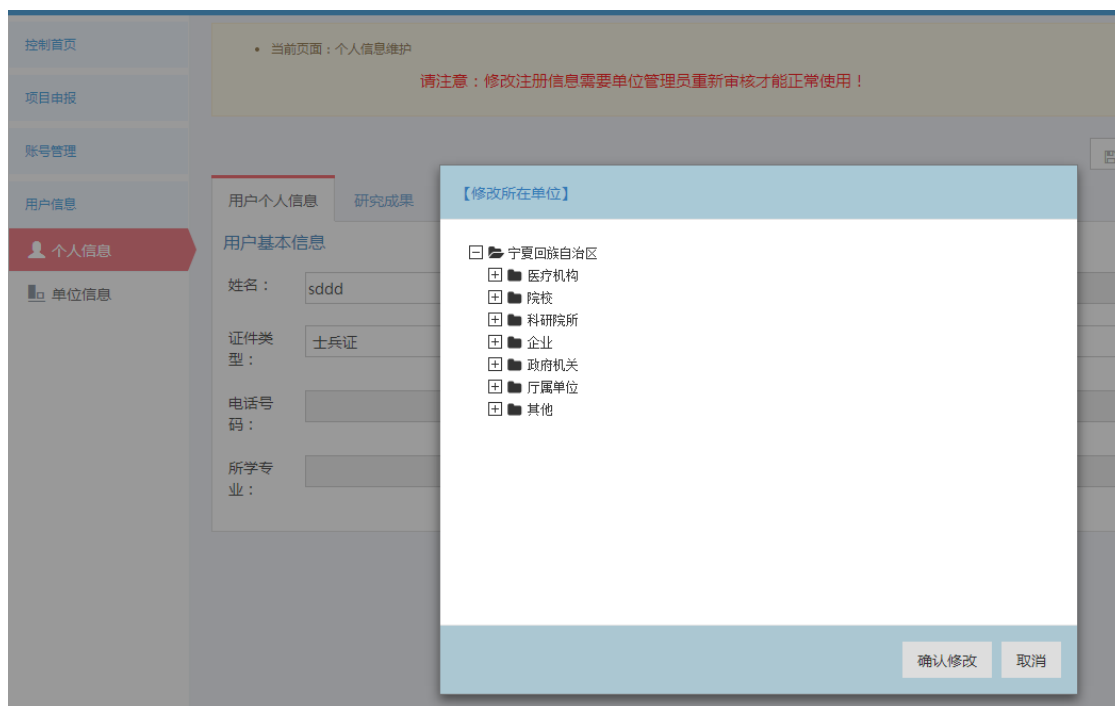 控制首页
项目申报
账号管理
用户信息
个人信息
单位信息
当前页面：个人信息维护
请注意：修改注册信息需要单位管理员重新审核才能正常使用！
用户个人信息
研究成果
用户基本信息
姓名：
sddd
证件类
型：
士兵证
电话号
码：
所学专
业：
【修改所在单位】
宁夏回族自治区
医疗机构
院校
科研院所
企业
政府机关
厅属单位
其他
确认修改
取消